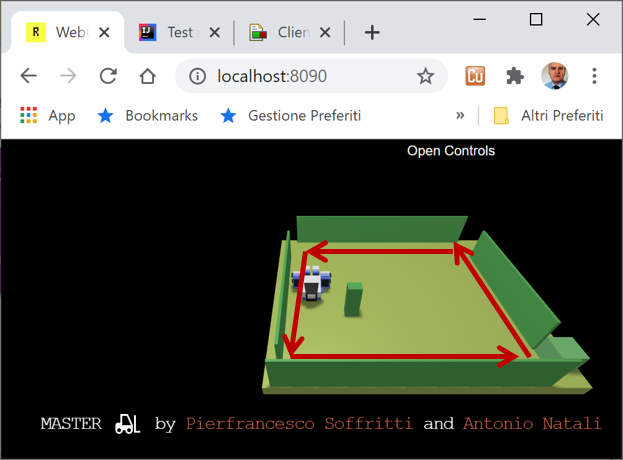 R Web Test Clien
localhost:8090 Cu
App Bookmarks Gestione Preferiti » Altri Preferiti
Open Controls
MASTER by Pierfrancesco Soffritti and Antonio Natali